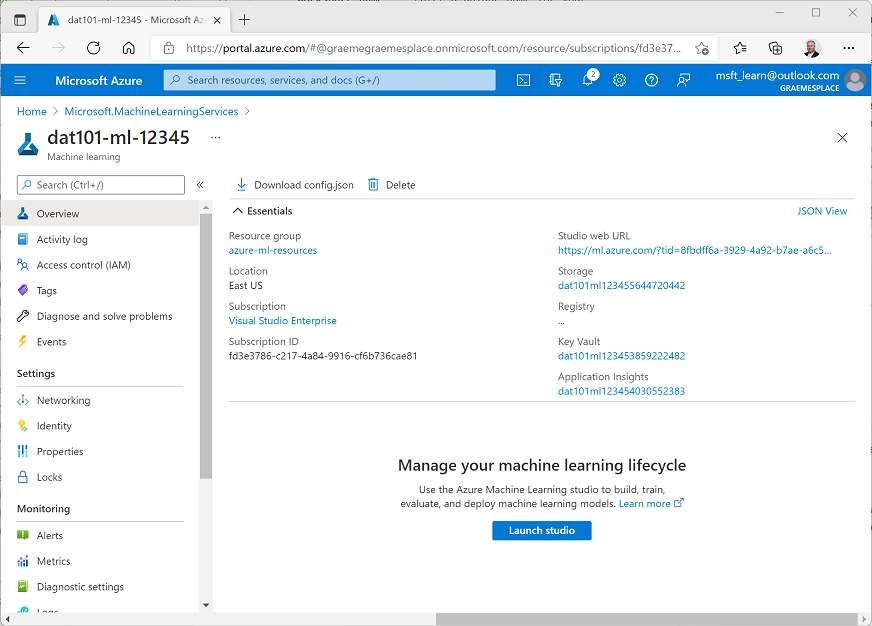 dat101-ml-12345 - Microsoft Az
https://portal.azure.com/#@graemegraemesplace.onmicrosoft.com/resource/subscriptions/fd3e37...
Microsoft Azure
Search resources, services, and docs (G+/)
2
msft_learn@outlook.com
GRAEMESPLACE
Home > Microsoft.MachineLearningServices >
dat101-ml-12345 ...
Machine learning
Search (Ctrl+/)
«
Overview
Activity log
Access control (IAM)
Tags
Diagnose and solve problems
Events
Settings
Networking
Identity
Properties
Locks
Monitoring
Alerts
Metrics
Diagnostic settings
Logs
Download config.json
Delete
Essentials
JSON View
Resource group
azure-ml-resources
Location
East US
Subscription
Visual Studio Enterprise
Subscription ID
fd3e3786-c217-4a84-9916-cf6b736cae81
Studio web URL
https://ml.azure.com/?tid=8fbdff6a-3929-4a92-b7ae-a6c5...
Storage
dat101ml123455644720442
Registry
...
Key Vault
dat101ml123453859222482
Application Insights
dat101ml123454030552383
Manage your machine learning lifecycle
Use the Azure Machine Learning studio to build, train,
evaluate, and deploy machine learning models. Learn more
Launch studio